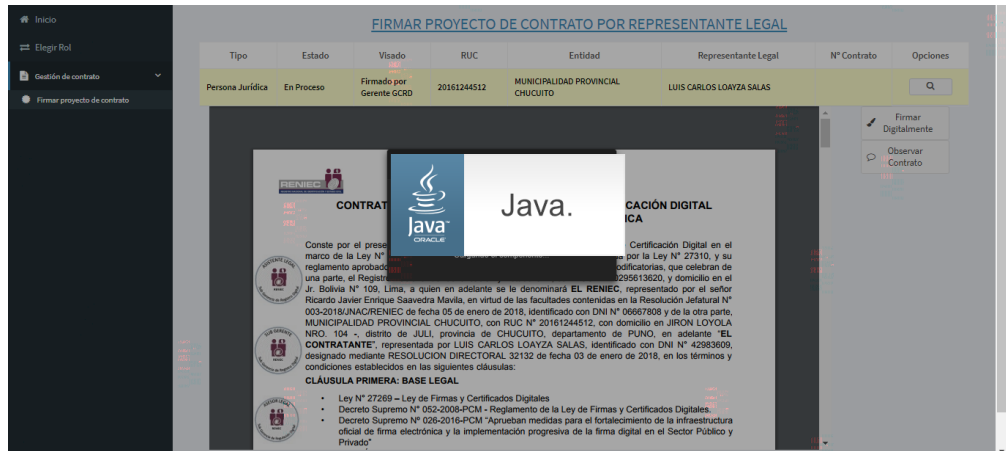 Inicio
FIRMAR PROYECTO DE CONTRATO POR REPRESENTANTE LEGAL
Elegir Rol
Gestión de contrato
Firmar proyecto de contrato
Tipo Estado Visado RUC Entidad Representante Legal N° Contrato Opciones
Persona Jurídica En Proceso Firmado por Gerente GCRD 20161244512 MUNICIPALIDAD PROVINCIAL CHUCUITO LUIS CARLOS LOAYZA SALAS
Firmar Digitalmente
Observar Contrato
RENIEC
Java
ORACLE
Java.
CONTRAT CACIÓN DIGITAL
ICA
Conste por el prese Certificación Digital en el
marco de la Ley N° por la Ley N° 27310, y su
reglamento aprobado odificatorias, que celebran de
una parte, el Registr 0295613620, y domicilio en el
Jr. Bolivia N° 109, Lima, a quien en adelante se le denominará EL RENIEC, representado por el señor
Ricardo Javier Enrique Saavedra Mavila, en virtud de las facultades contenidas en la Resolución Jefatural N°
003-2018/JNAC/RENIEC de fecha 05 de enero de 2018, identificado con DNI N° 06667808 y de la otra parte,
MUNICIPALIDAD PROVINCIAL CHUCUITO, con RUC N° 20161244512, con domicilio en JIRON LOYOLA
NRO. 104 -, distrito de JULI, provincia de CHUCUITO, departamento de PUNO, en adelante "EL
CONTRATANTE", representada por LUIS CARLOS LOAYZA SALAS, identificado con DNI N° 42983609,
designado mediante RESOLUCION DIRECTORAL 32132 de fecha 03 de enero de 2018, en los términos y
condiciones establecidos en las siguientes cláusulas:
CLÁUSULA PRIMERA: BASE LEGAL
• Ley N° 27269 – Ley de Firmas y Certificados Digitales
• Decreto Supremo N° 052-2008-PCM - Reglamento de la Ley de Firmas y Certificados Digitales.
• Decreto Supremo Nº 026-2016-PCM "Aprueban medidas para el fortalecimiento de la infraestructura
oficial de firma electrónica y la implementación progresiva de la firma digital en el Sector Público y
Privado"